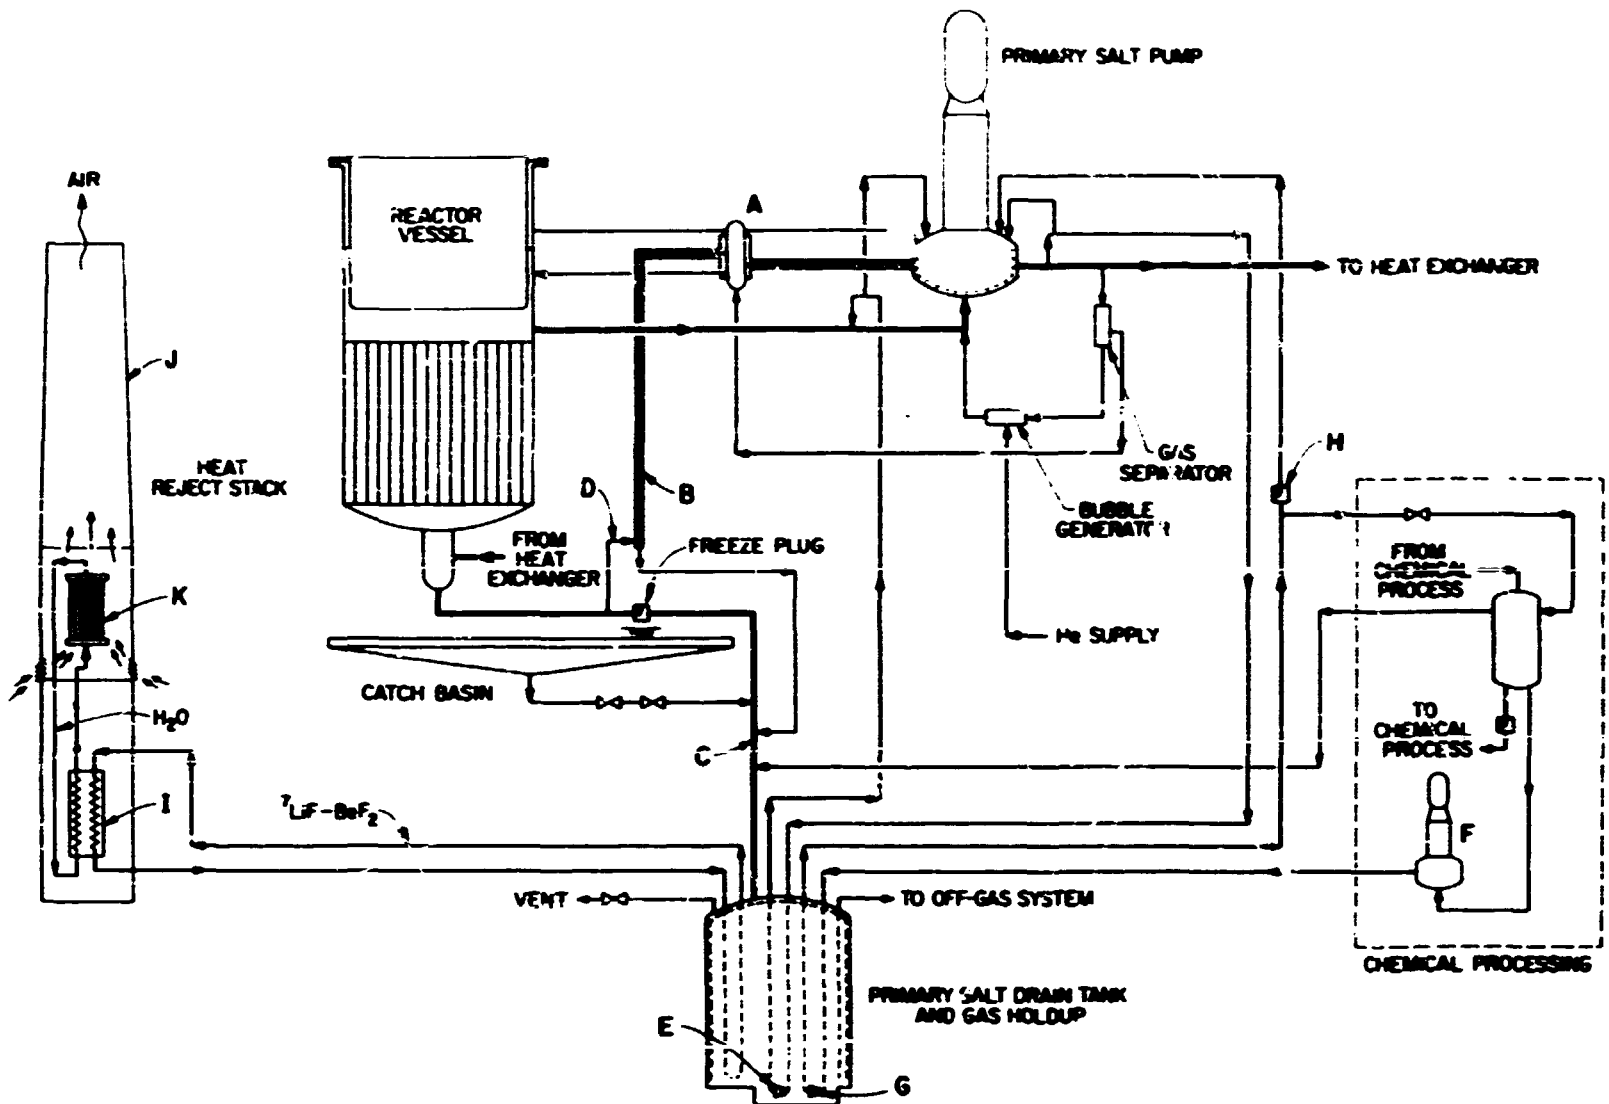 PRIMARY SALT PUMP
AIR
REACTOR
VESSEL
A
TO HEAT EXCHANGER
J
HEAT
REJECT STACK
D
B
FROM
HEAT
EXCHANGER
FREEZE PLUG
GAS
SEPARATOR
BUBBLE
GENERATOR
H
FROM
CHEMICAL
PROCESS
K
He SUPPLY
CATCH BASIN
H₂O
C
TO
CHEMICAL
PROCESS
I
⁷LiF-BeF₂
F
VENT
TO OFF-GAS SYSTEM
CHEMICAL PROCESSING
PRIMARY SALT DRAIN TANK
AND GAS HOLDUP
E
G